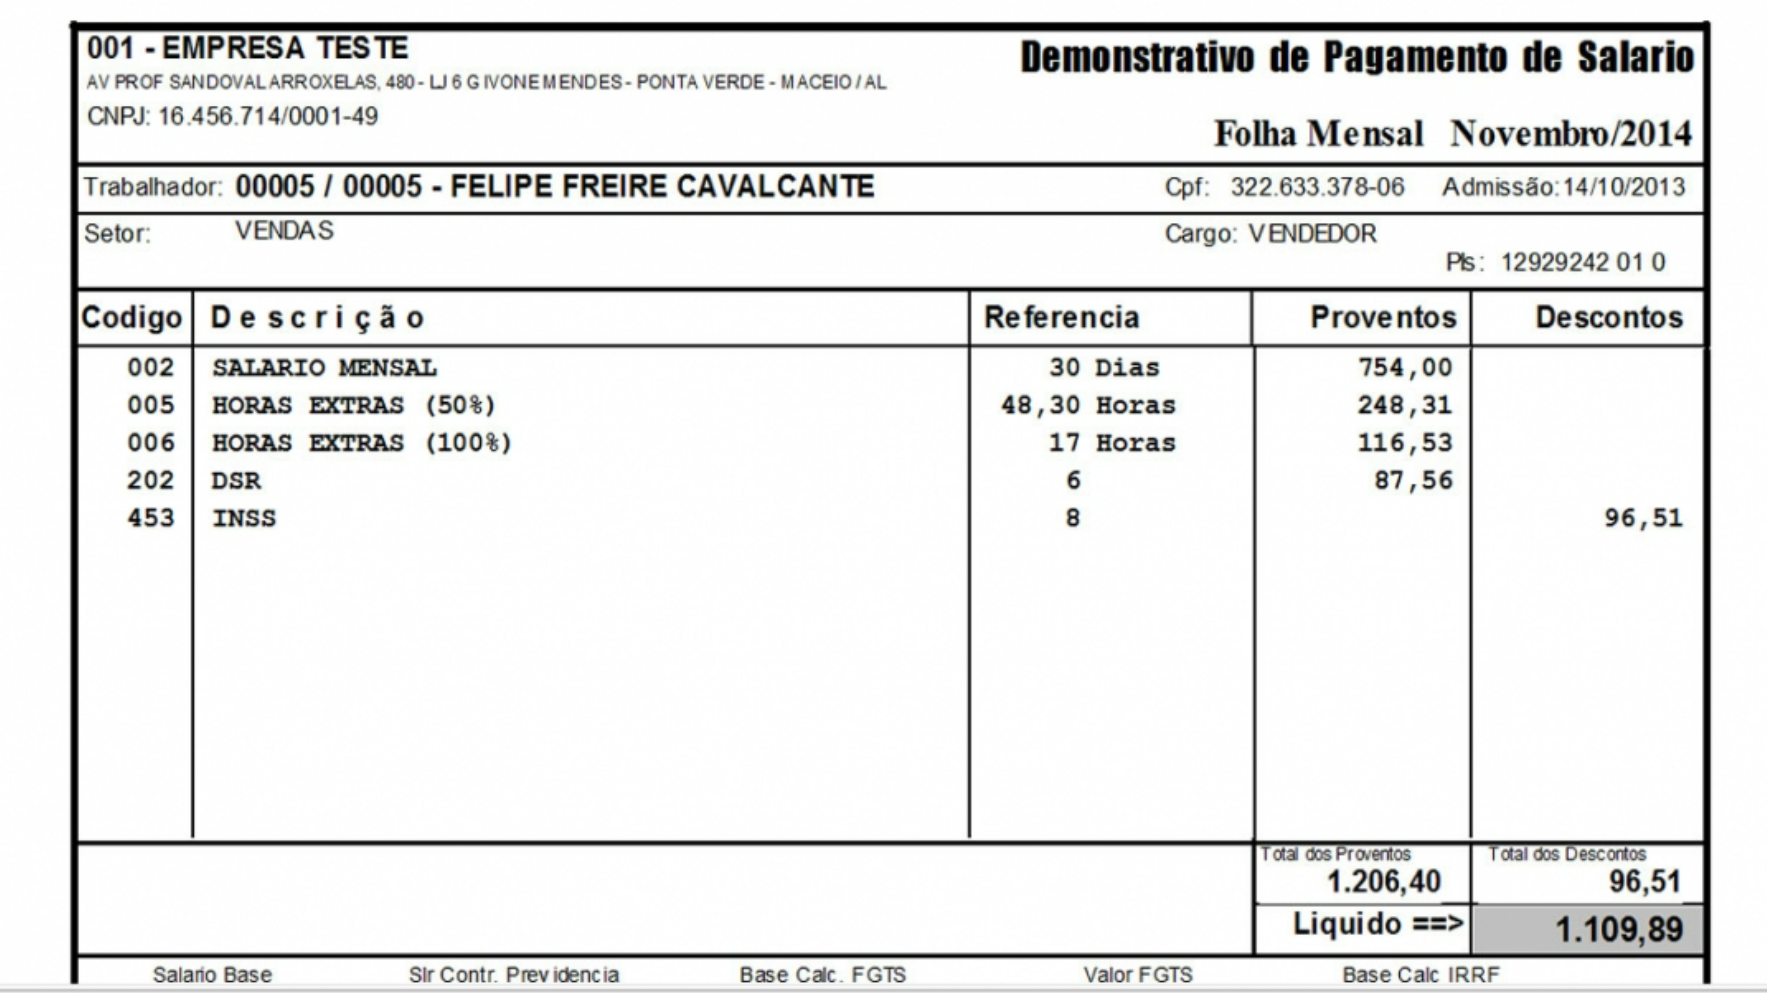 001 - EMPRESA TESTE
Demonstrativo de Pagamento de Salario
AV PROF SANDOVAL ARROXELAS, 480 - LJ 6 G IVONE MENDES - PONTA VERDE - MACEIO / AL
CNPJ: 16.456.714/0001-49
Folha Mensal Novembro/2014
Trabalhador: 00005 / 00005 - FELIPE FREIRE CAVALCANTE Cpf: 322.633.378-06 Admissão: 14/10/2013
Setor: VENDAS Cargo: VENDEDOR
Pis: 12929242 01 0
Codigo Descrição Referencia Proventos Descontos
002 SALARIO MENSAL 30 Dias 754,00
005 HORAS EXTRAS (50%) 48,30 Horas 248,31
006 HORAS EXTRAS (100%) 17 Horas 116,53
202 DSR 6 87,56
453 INSS 8 96,51
Total dos Proventos Total dos Descontos
1.206,40 96,51
Liquido ==> 1.109,89
Salario Base Slr Contr. Previdencia Base Calc. FGTS Valor FGTS Base Calc IRRF